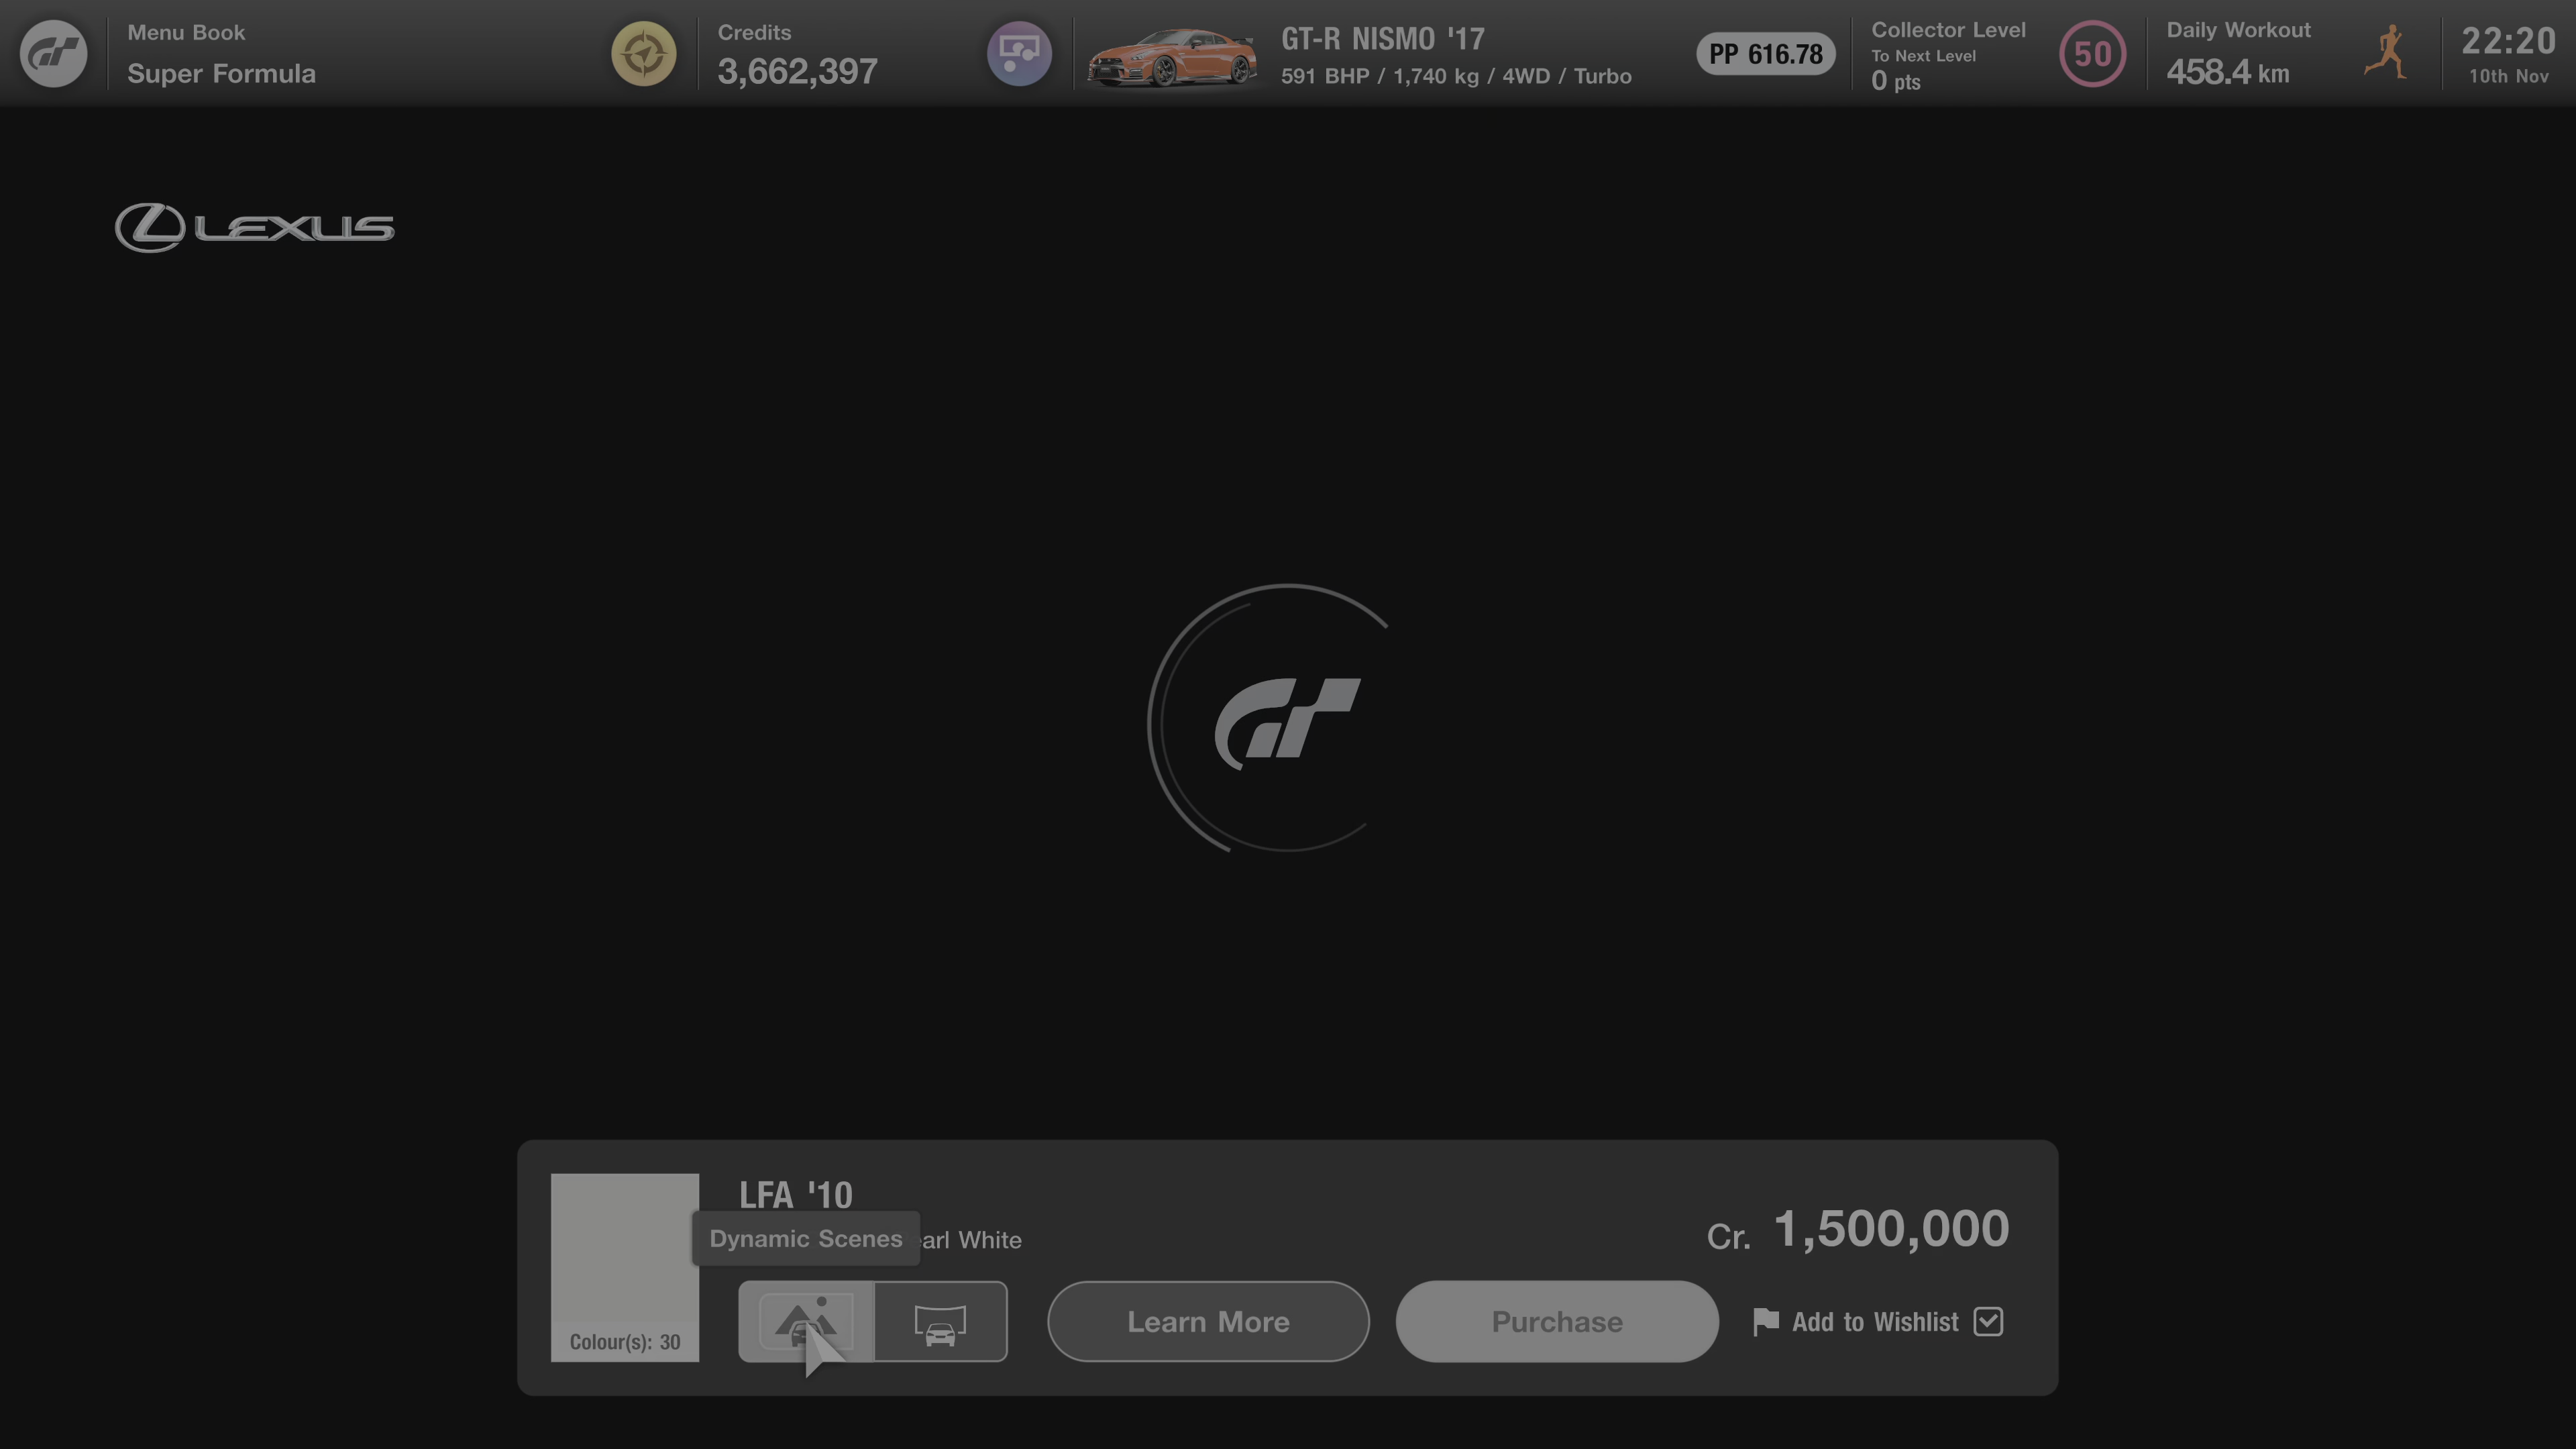 Menu Book
Super Formula
Credits
3,662,397
GT-R NISMO '17
591 BHP / 1,740 kg / 4WD / Turbo
PP 616.78
Collector Level
To Next Level
0 pts
50
Daily Workout
458.4 km
22:20
10th Nov
LEXUS
LFA '10
Dynamic Scenes
earl White
Cr. 1,500,000
Colour(s): 30
Learn More
Purchase
Add to Wishlist